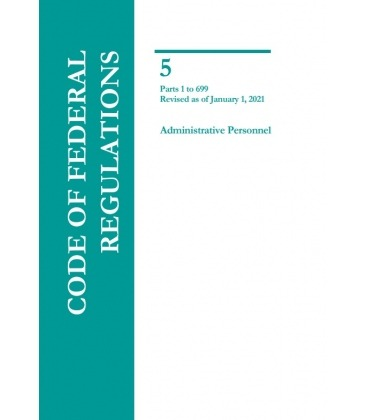 CODE OF FEDERAL
REGULATIONS
5
Parts 1 to 699
Revised as of January 1, 2021
Administrative Personnel